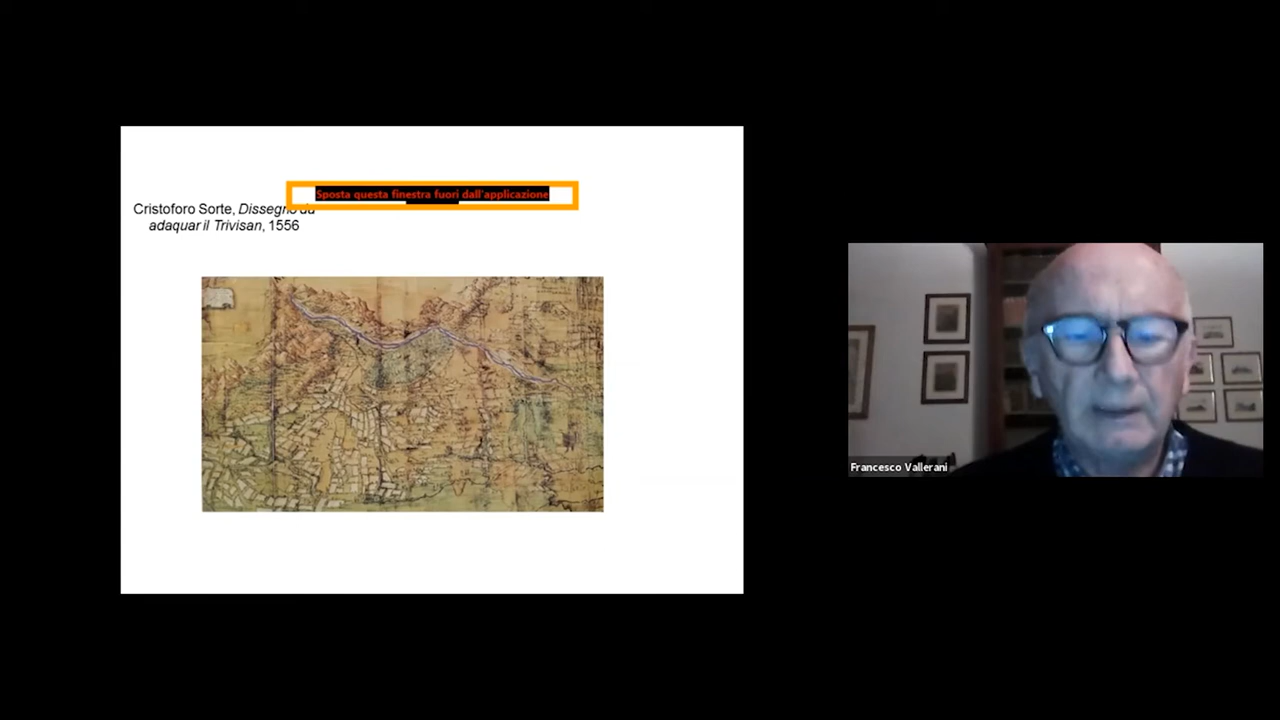 Sposta questa finestra fuori dall'applicazione
Cristoforo Sorte, Dissegno da
adaquar il Trivisan, 1556
Francesco Vallerani